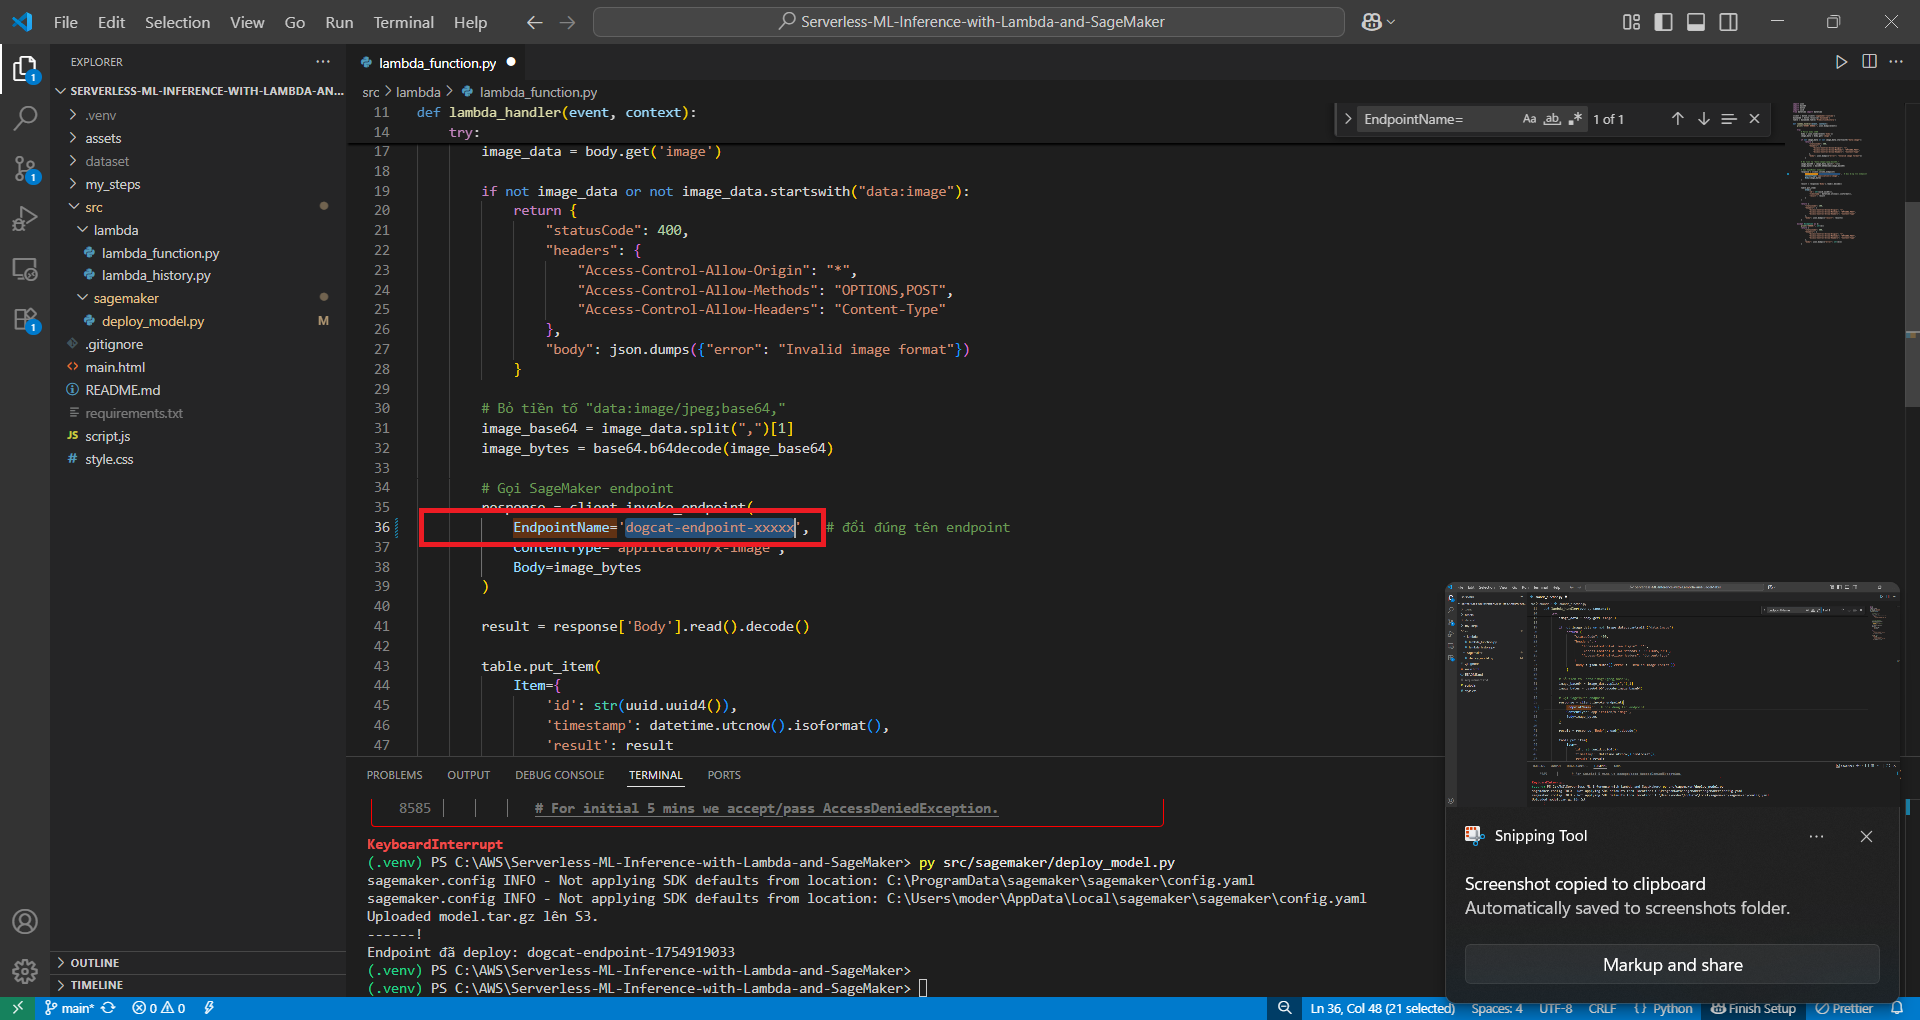 File Edit Selection View Go Run Terminal Help
Serverless-ML-Inference-with-Lambda-and-SageMaker
EXPLORER
SERVERLESS-ML-INFERENCE-WITH-LAMBDA-AN...
.venv
assets
dataset
my_steps
src
lambda
lambda_function.py
lambda_history.py
sagemaker
deploy_model.py M
.gitignore
main.html
README.md
requirements.txt
JS script.js
# style.css
OUTLINE
TIMELINE
1
1
1
lambda_function.py
src > lambda > lambda_function.py
EndpointName= Aa ab 1 of 1
11 def lambda_handler(event, context):
14 try:
17 image_data = body.get('image')
18
19 if not image_data or not image_data.startswith("data:image"):
20 return {
21 "statusCode": 400,
22 "headers": {
23 "Access-Control-Allow-Origin": "*",
24 "Access-Control-Allow-Methods": "OPTIONS,POST",
25 "Access-Control-Allow-Headers": "Content-Type"
26 },
27 "body": json.dumps({"error": "Invalid image format"})
28 }
29
30 # Bỏ tiền tố "data:image/jpeg;base64,"
31 image_base64 = image_data.split(",")[1]
32 image_bytes = base64.b64decode(image_base64)
33
34 # Gọi SageMaker endpoint
35 response = client.invoke_endpoint(
36 EndpointName='dogcat-endpoint-xxxxx', # đổi đúng tên endpoint
37 ContentType='application/x-image',
38 Body=image_bytes
39 )
40
41 result = response['Body'].read().decode()
42
43 table.put_item(
44 Item={
45 'id': str(uuid.uuid4()),
46 'timestamp': datetime.utcnow().isoformat(),
47 'result': result
PROBLEMS OUTPUT DEBUG CONSOLE TERMINAL PORTS
8585 # For initial 5 mins we accept/pass AccessDeniedException.
KeyboardInterrupt
(.venv) PS C:\AWS\Serverless-ML-Inference-with-Lambda-and-SageMaker> py src/sagemaker/deploy_model.py
sagemaker.config INFO - Not applying SDK defaults from location: C:\ProgramData\sagemaker\sagemaker\config.yaml
sagemaker.config INFO - Not applying SDK defaults from location: C:\Users\moder\AppData\Local\sagemaker\sagemaker\config.yaml
Uploaded model.tar.gz lên S3.
------!
Endpoint đã deploy: dogcat-endpoint-1754919033
(.venv) PS C:\AWS\Serverless-ML-Inference-with-Lambda-and-SageMaker>
(.venv) PS C:\AWS\Serverless-ML-Inference-with-Lambda-and-SageMaker>
Snipping Tool
Screenshot copied to clipboard
Automatically saved to screenshots folder.
Markup and share
main* 0 0
Ln 36, Col 48 (21 selected) Spaces: 4 UTF-8 CRLF { } Python Finish Setup Prettier